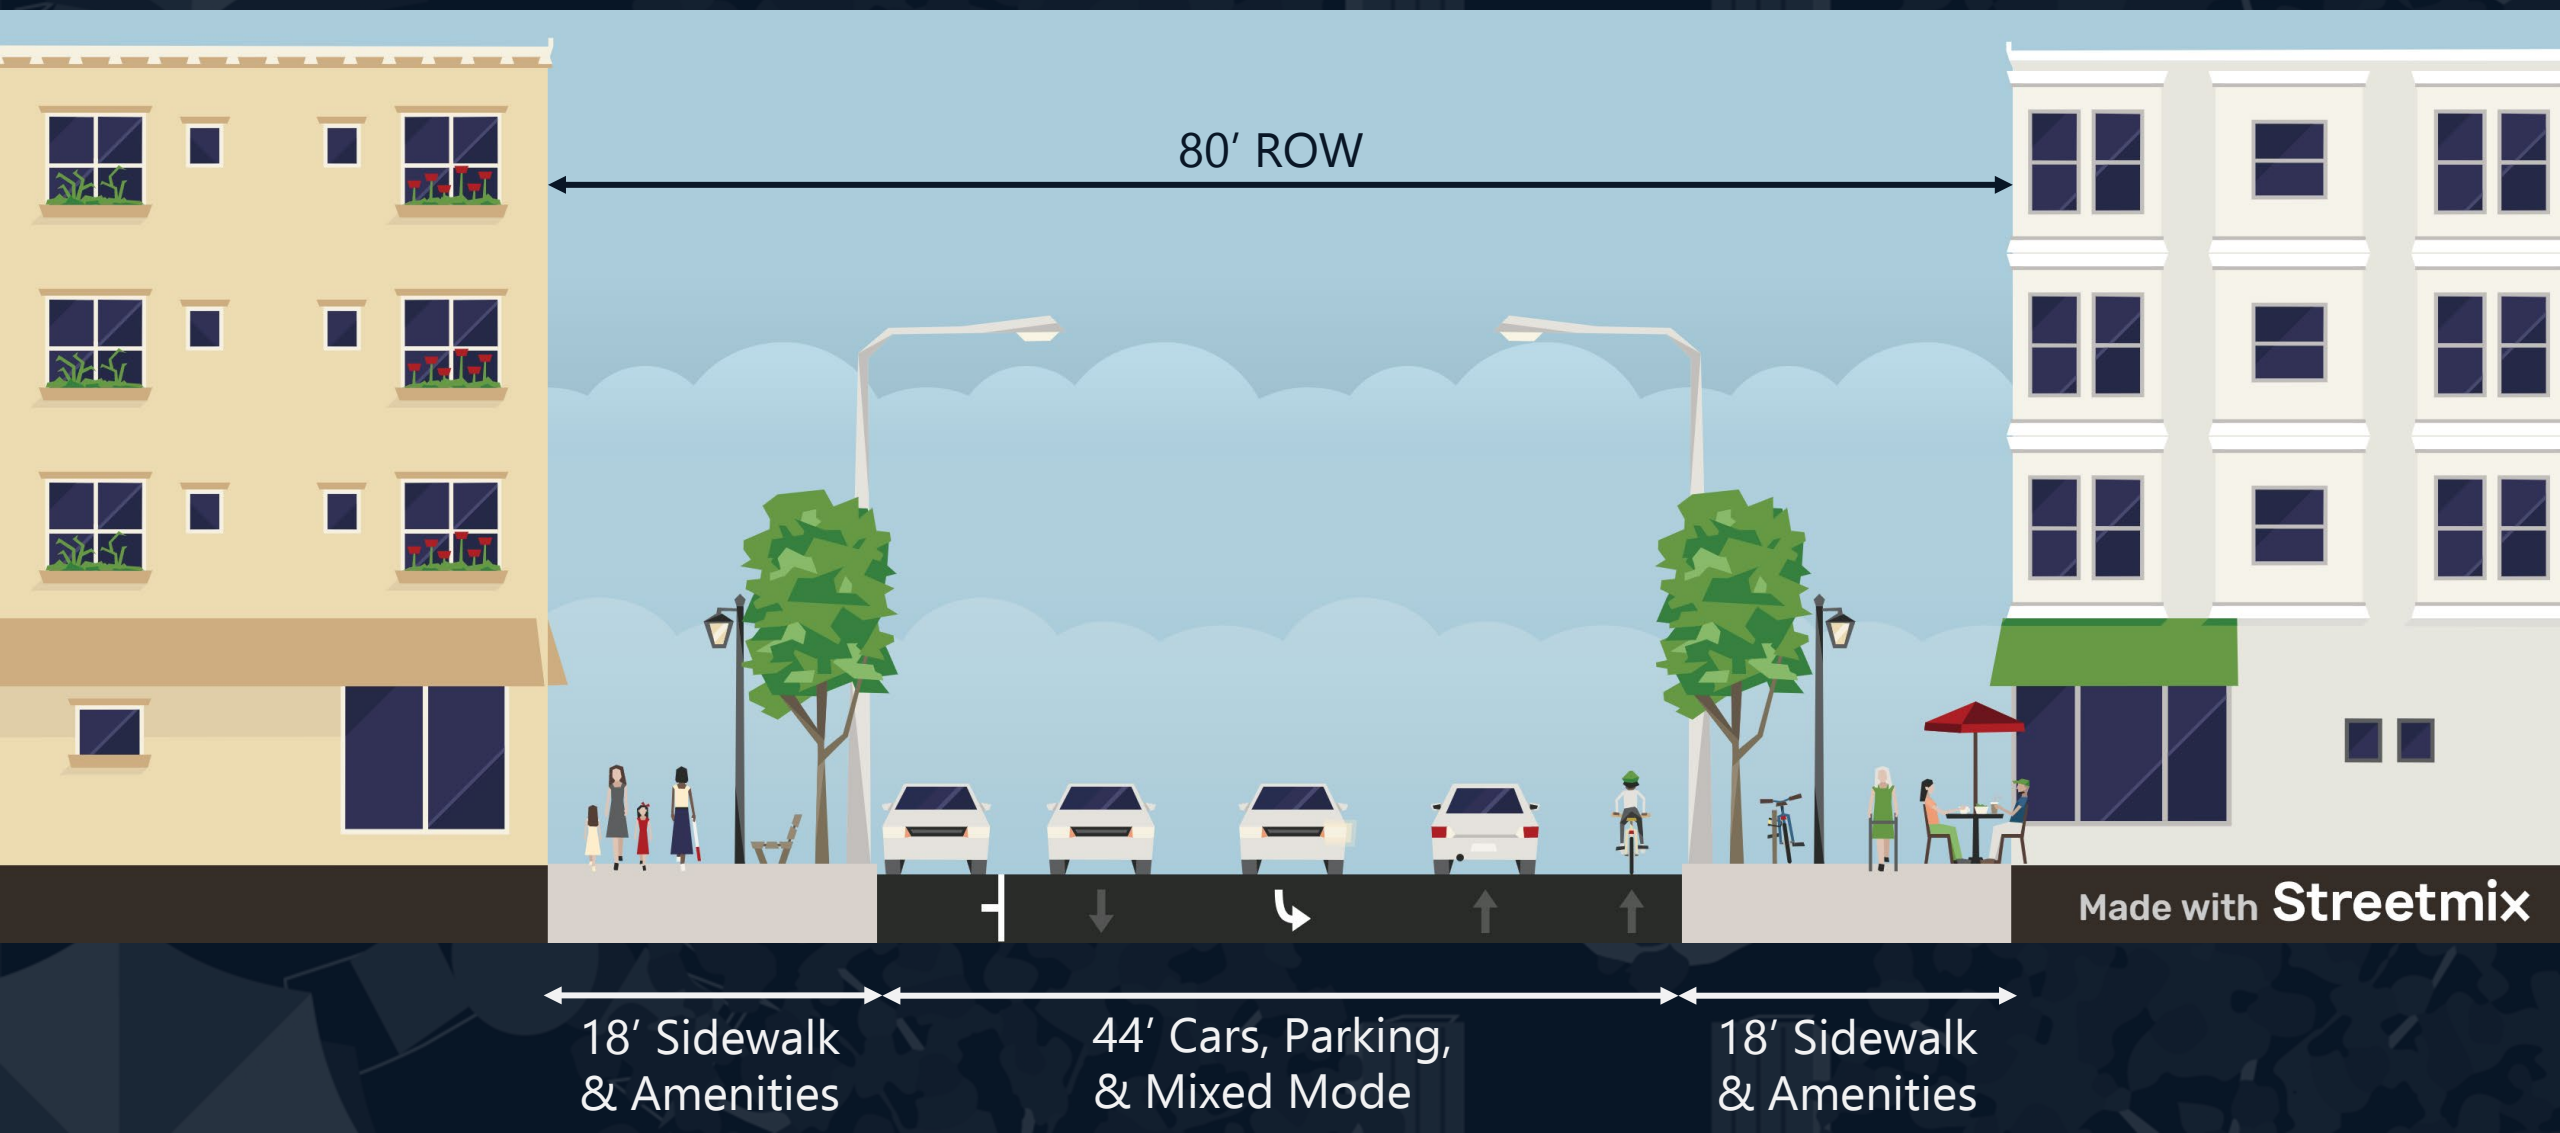 80′ ROW
Made with Streetmix
18′ Sidewalk
& Amenities
44′ Cars, Parking,
& Mixed Mode
18′ Sidewalk
& Amenities